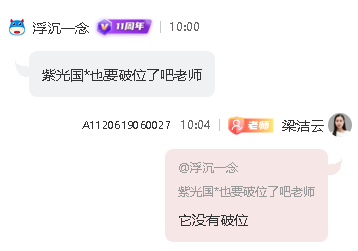 浮沉一念 11周年 10:00
紫光国*也要破位了吧老师
A1120619060027 10:04 老师 梁洁云
@浮沉一念
紫光国*也要破位了吧老师
它没有破位